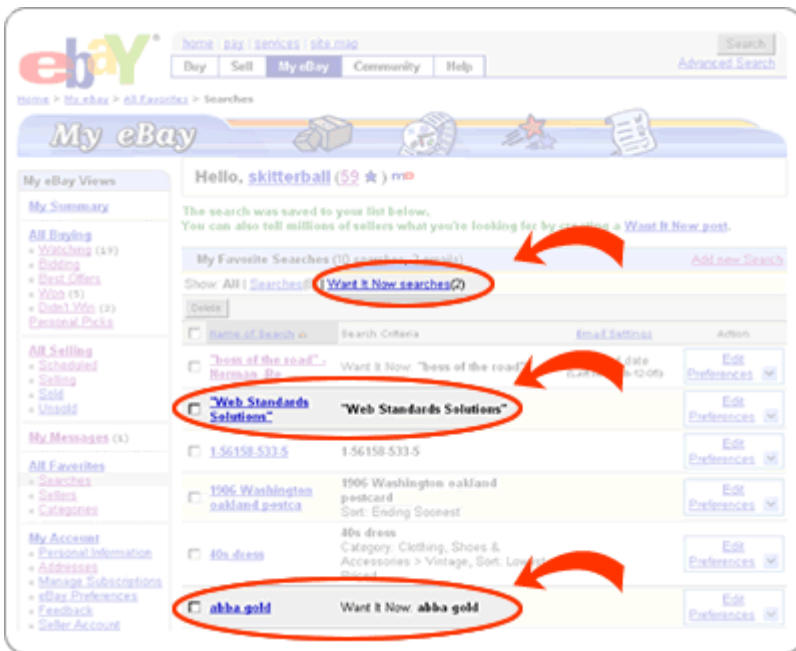 ebaY
home | pay | services | site map
Search
Buy Sell My eBay Community Help
Advanced Search
Home > My eBay > All Favorites > Searches
My eBay
My eBay Views
Hello, skitterball (59 ) me
My Summary
The search was saved to your list below.
You can also tell millions of sellers what you're looking for by creating a Want It Now post.
All Buying
Watching (19)
Bidding
Best Offers
Won (5)
Didn't Win (2)
Personal Picks
My Favorite Searches (10 searches, 2 emails)
Add new Search
Show: All | Searches | Want It Now searches(2)
Delete
Name of Search Search Criteria Email Settings Action
All Selling
Scheduled
Selling
Sold
Unsold
"boss of the road" -
Norman -Re
Want It Now: "boss of the road"
date
Edit
Preferences
"Web Standards
Solutions"
"Web Standards Solutions"
Edit
Preferences
My Messages (1)
1-56158-533-5 1-56158-533-5
Edit
Preferences
All Favorites
Searches
Sellers
Categories
1906 Washington
oakland postca
1906 Washington oakland
postcard
Sort: Ending Soonest
Edit
Preferences
My Account
Personal Information
Addresses
Manage Subscriptions
eBay Preferences
Feedback
Seller Account
40s dress
40s dress
Category: Clothing, Shoes &
Accessories > Vintage, Sort: Lowest
Priced
Edit
Preferences
abba gold
Want It Now: abba gold
Edit
Preferences